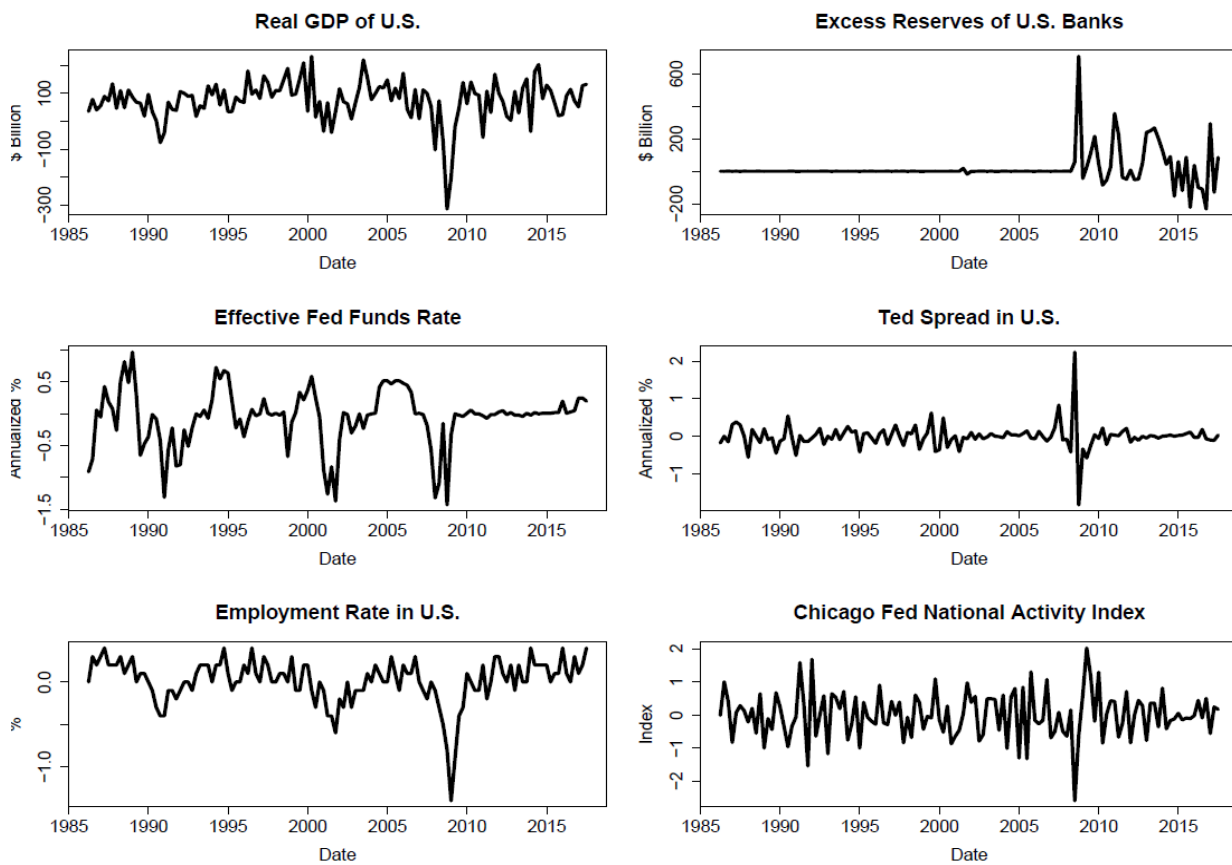 Real GDP of U.S.
$ Billion
100
−100
−300
1985 1990 1995 2000 2005 2010 2015
Date
Excess Reserves of U.S. Banks
$ Billion
600
200
−200
1985 1990 1995 2000 2005 2010 2015
Date
Effective Fed Funds Rate
Annualized %
0.5
−0.5
−1.5
1985 1990 1995 2000 2005 2010 2015
Date
Ted Spread in U.S.
Annualized %
2
1
0
−1
1985 1990 1995 2000 2005 2010 2015
Date
Employment Rate in U.S.
%
0.0
−1.0
1985 1990 1995 2000 2005 2010 2015
Date
Chicago Fed National Activity Index
Index
2
1
0
−1
−2
1985 1990 1995 2000 2005 2010 2015
Date